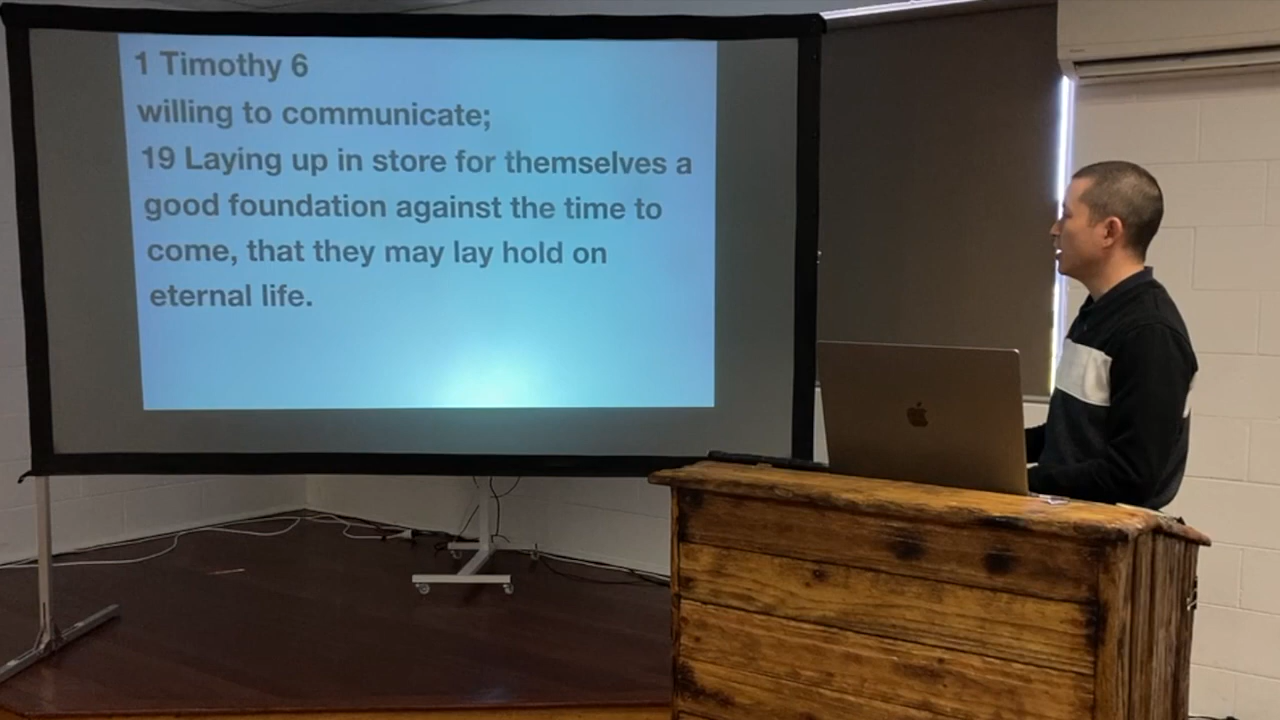 1 Timothy 6
willing to communicate;
19 Laying up in store for themselves a
good foundation against the time to
come, that they may lay hold on
eternal life.